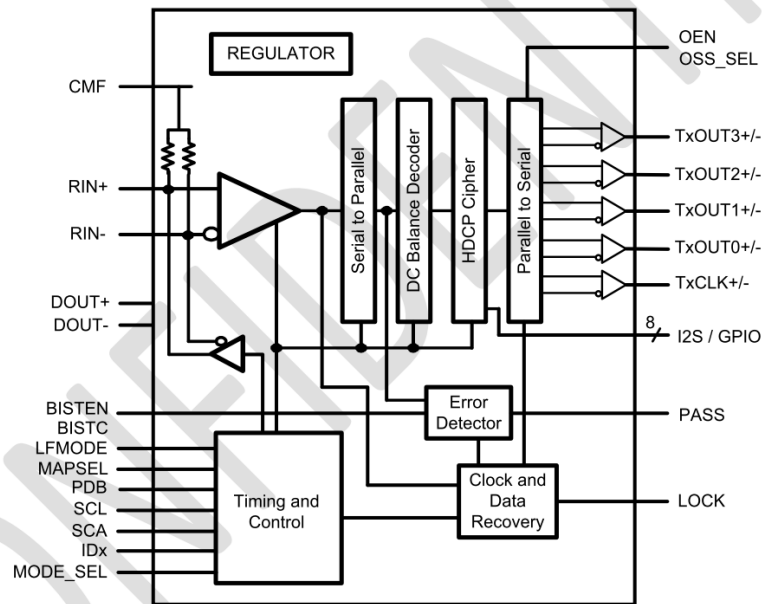 REGULATOR
OEN
OSS_SEL
CMF
RIN+
RIN-
DOUT+
DOUT-
BISTEN
BISTC
LFMODE
MAPSEL
PDB
SCL
SCA
IDx
MODE_SEL
Serial to Parallel
DC Balance Decoder
HDCP Cipher
Parallel to Serial
TxOUT3+/-
TxOUT2+/-
TxOUT1+/-
TxOUT0+/-
TxCLK+/-
8
I2S / GPIO
Error
Detector
PASS
Timing and
Control
Clock and
Data
Recovery
LOCK